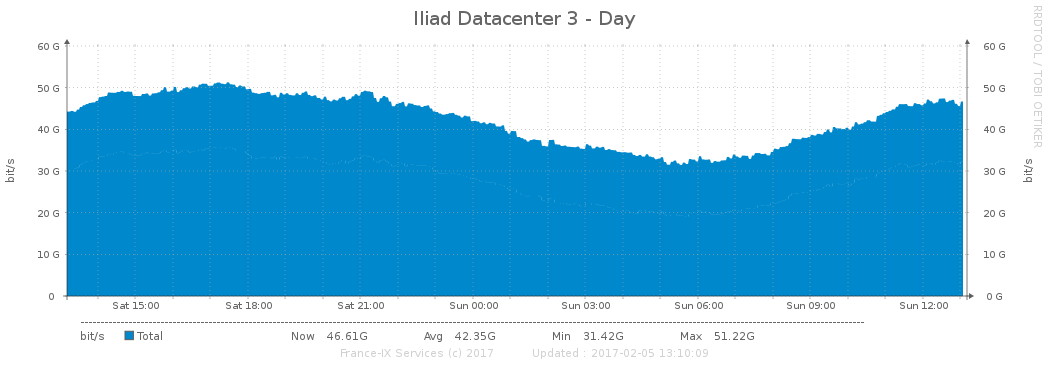 Iliad Datacenter 3 - Day
RRDTOOL / TOBI OETIKER
60 G 60 G
50 G 50 G
40 G 40 G
30 G 30 G
20 G 20 G
10 G 10 G
0 0 G
bit/s bit/s
Sat 15:00 Sat 18:00 Sat 21:00 Sun 00:00 Sun 03:00 Sun 06:00 Sun 09:00 Sun 12:00
bit/s Total Now 46.61G Avg 42.35G Min 31.42G Max 51.22G
France-IX Services (c) 2017 Updated : 2017-02-05 13:10:09